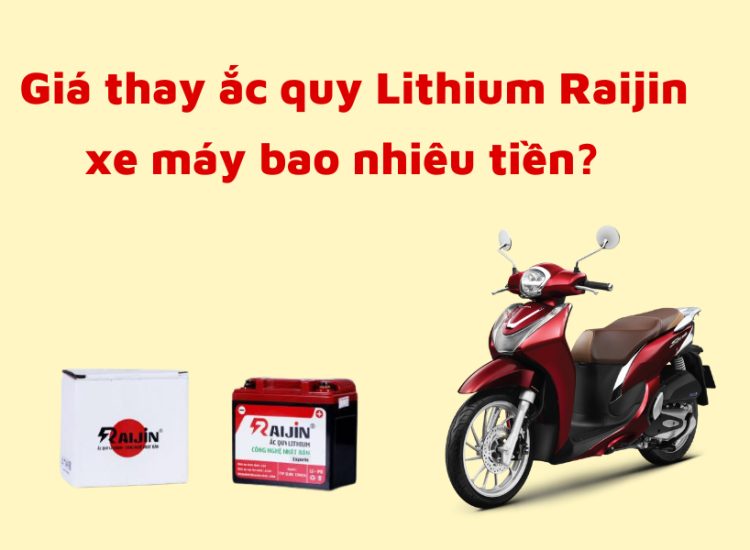 Giá thay ắc quy Lithium Raijin
xe máy bao nhiêu tiền?
RAIJIN®
RAIJIN®
ẮC QUY LITHIUM
CÔNG NGHỆ NHẬT BẢN